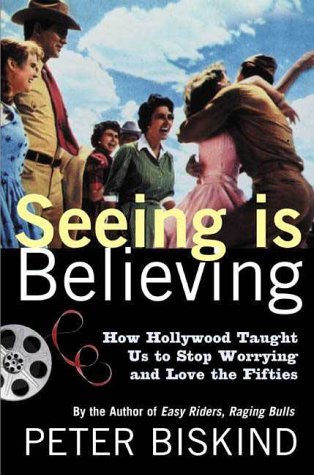 Seeing is
Believing
How Hollywood Taught
Us to Stop Worrying
and Love the Fifties
By the Author of Easy Riders, Raging Bulls
PETER BISKIND